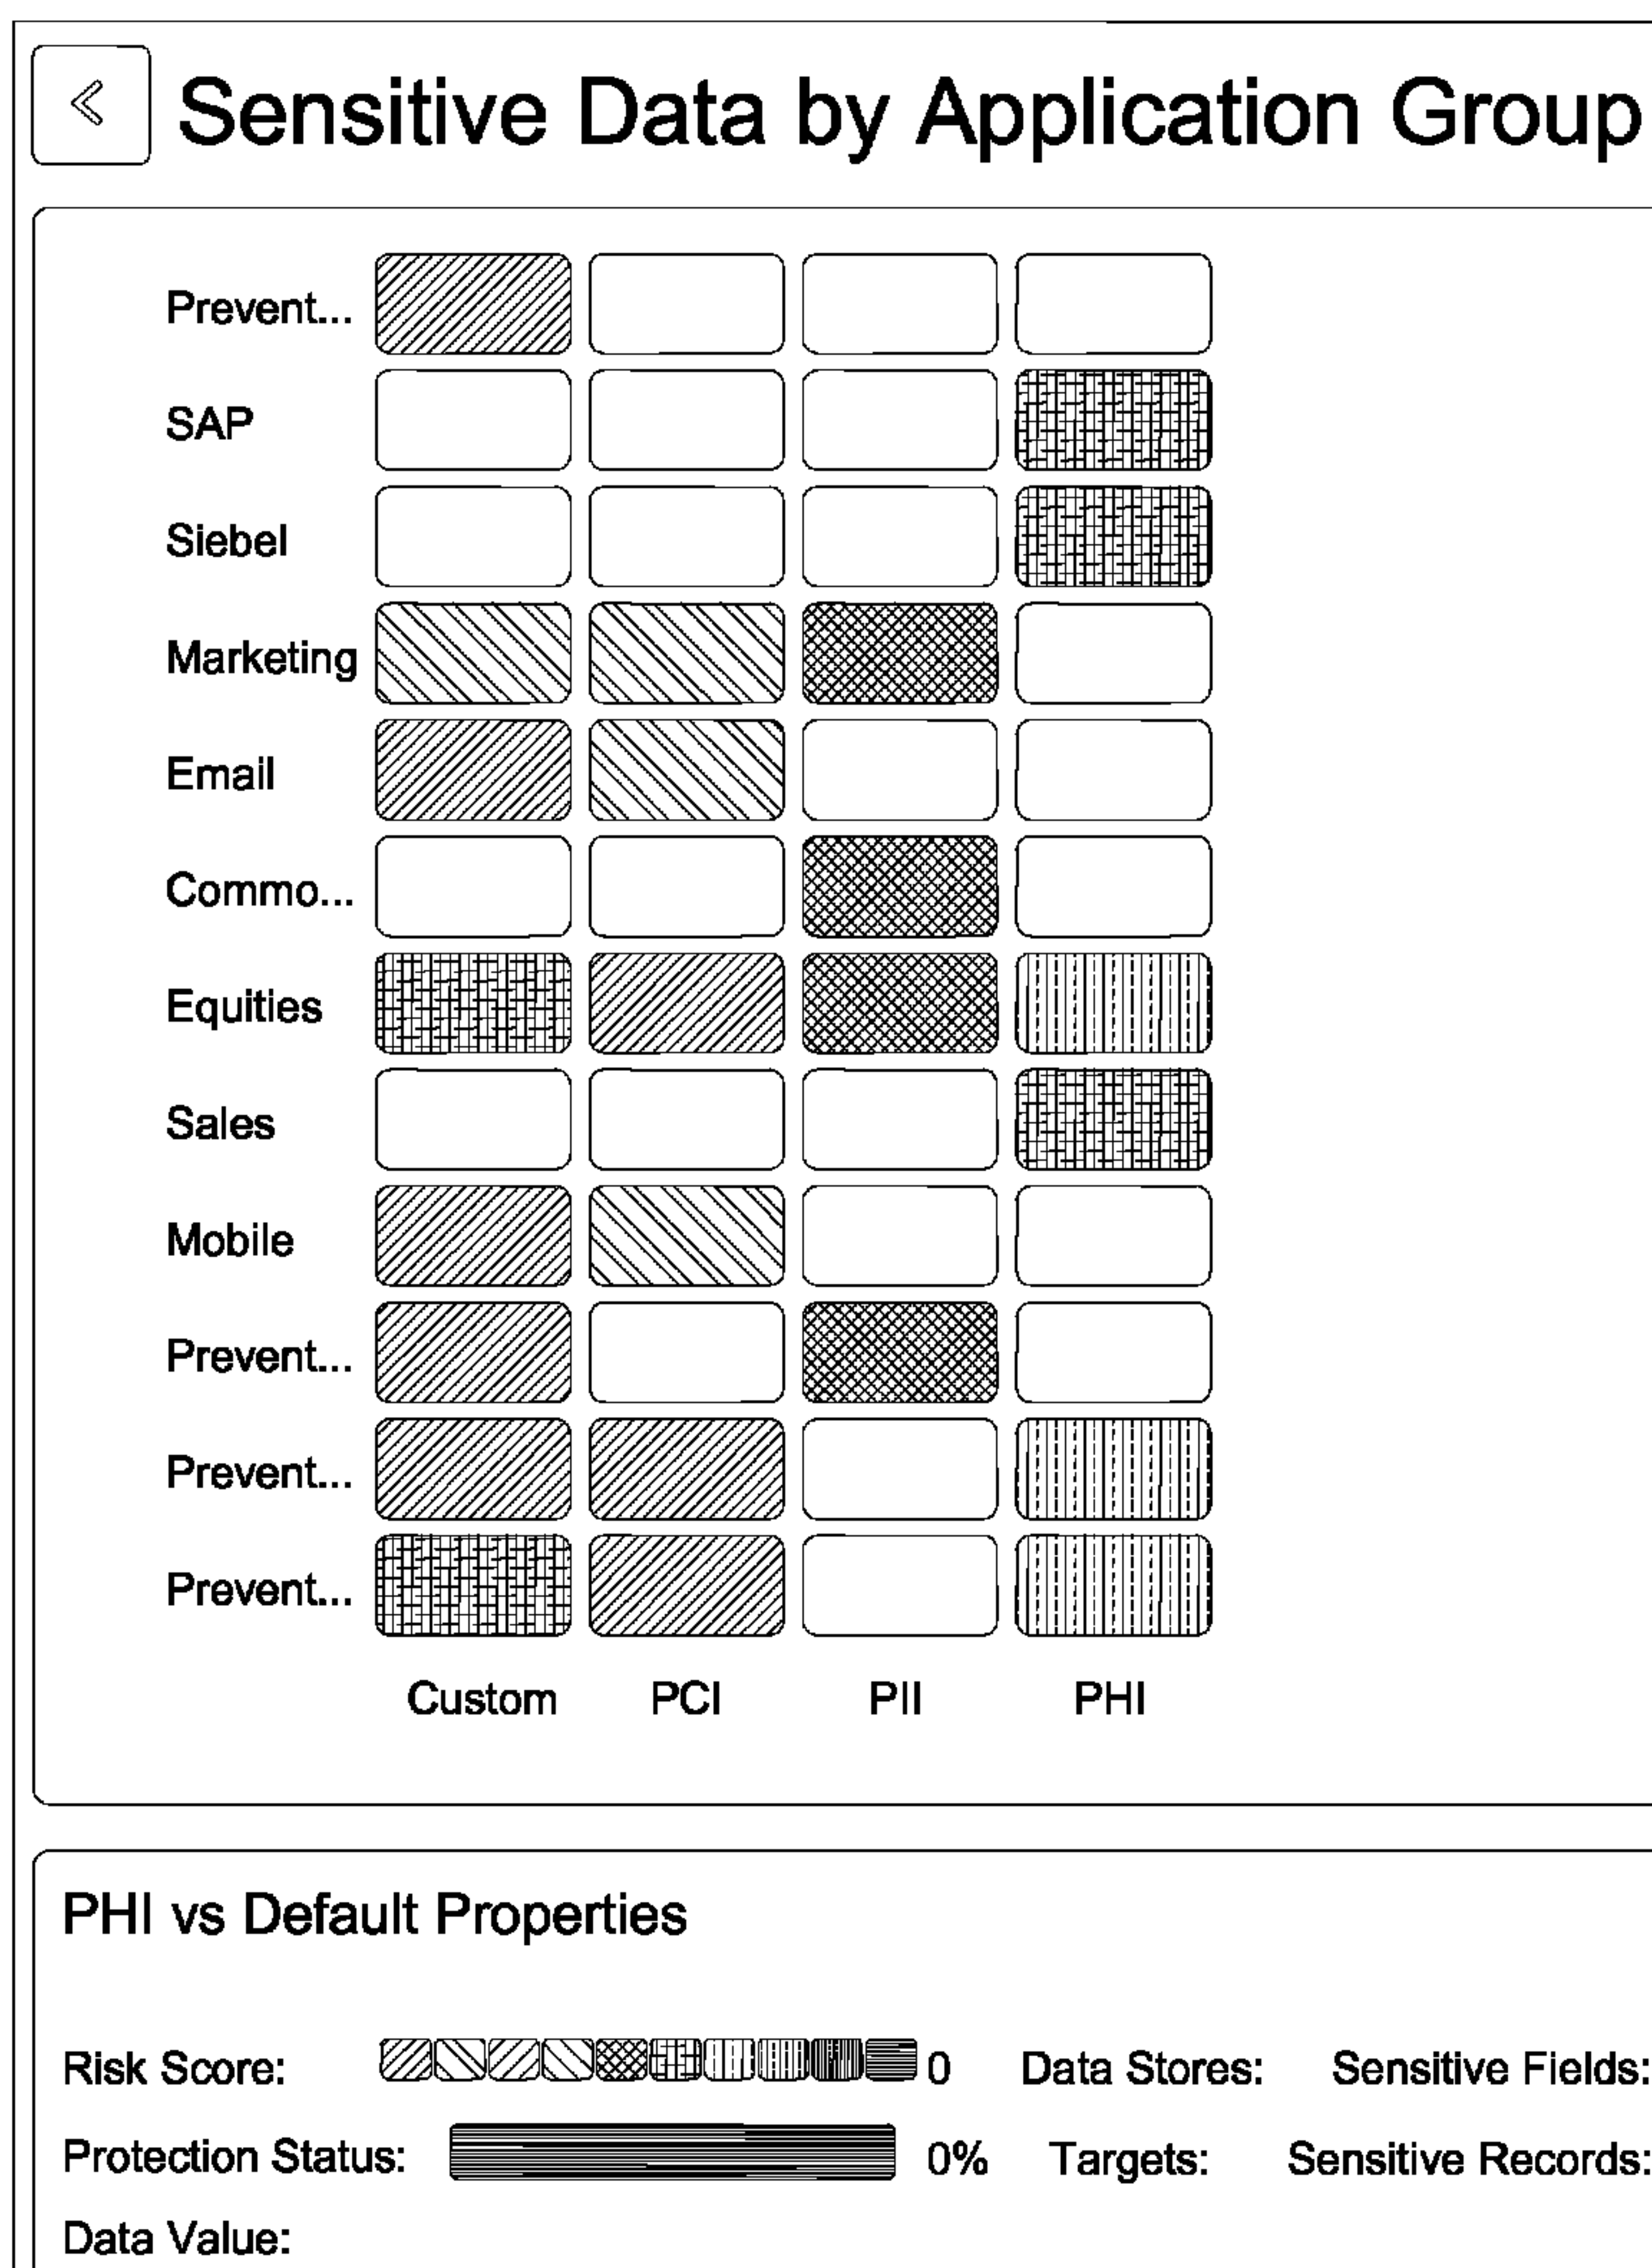 Sensitive Data by Application Group
Prevent...
SAP
Siebel
Marketing
Email
Commo...
Equities
Sales
Mobile
Prevent...
Prevent...
Prevent...
Custom PCI PII PHI
PHI vs Default Properties
Risk Score: 0 Data Stores: Sensitive Fields:
Protection Status: 0% Targets: Sensitive Records:
Data Value: